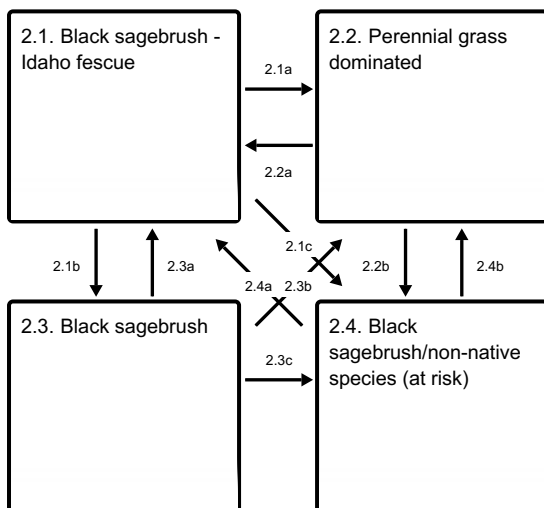 2.1. Black sagebrush -
Idaho fescue
2.2. Perennial grass
dominated
2.1a
2.2a
2.1c
2.1b
2.3a
2.4a
2.3b
2.2b
2.4b
2.3. Black sagebrush
2.4. Black
sagebrush/non-native
species (at risk)
2.3c